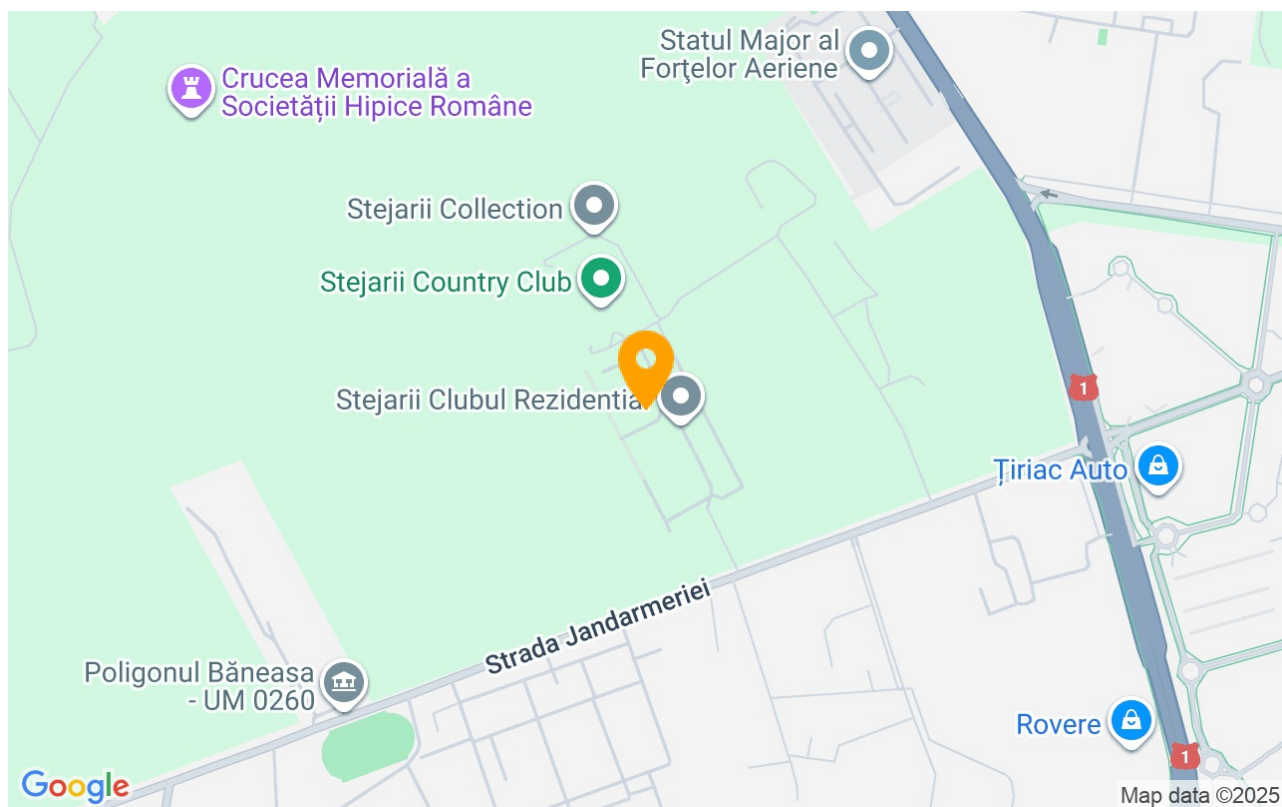 Statul Major al
Forţelor Aeriene
Crucea Memorială a
Societății Hipice Române
Stejarii Collection
Stejarii Country Club
Stejarii Clubul Rezidential
1
Țiriac Auto
Strada Jandarmeriei
Poligonul Băneasa
- UM 0260
Rovere
1
Google
Map data ©2025